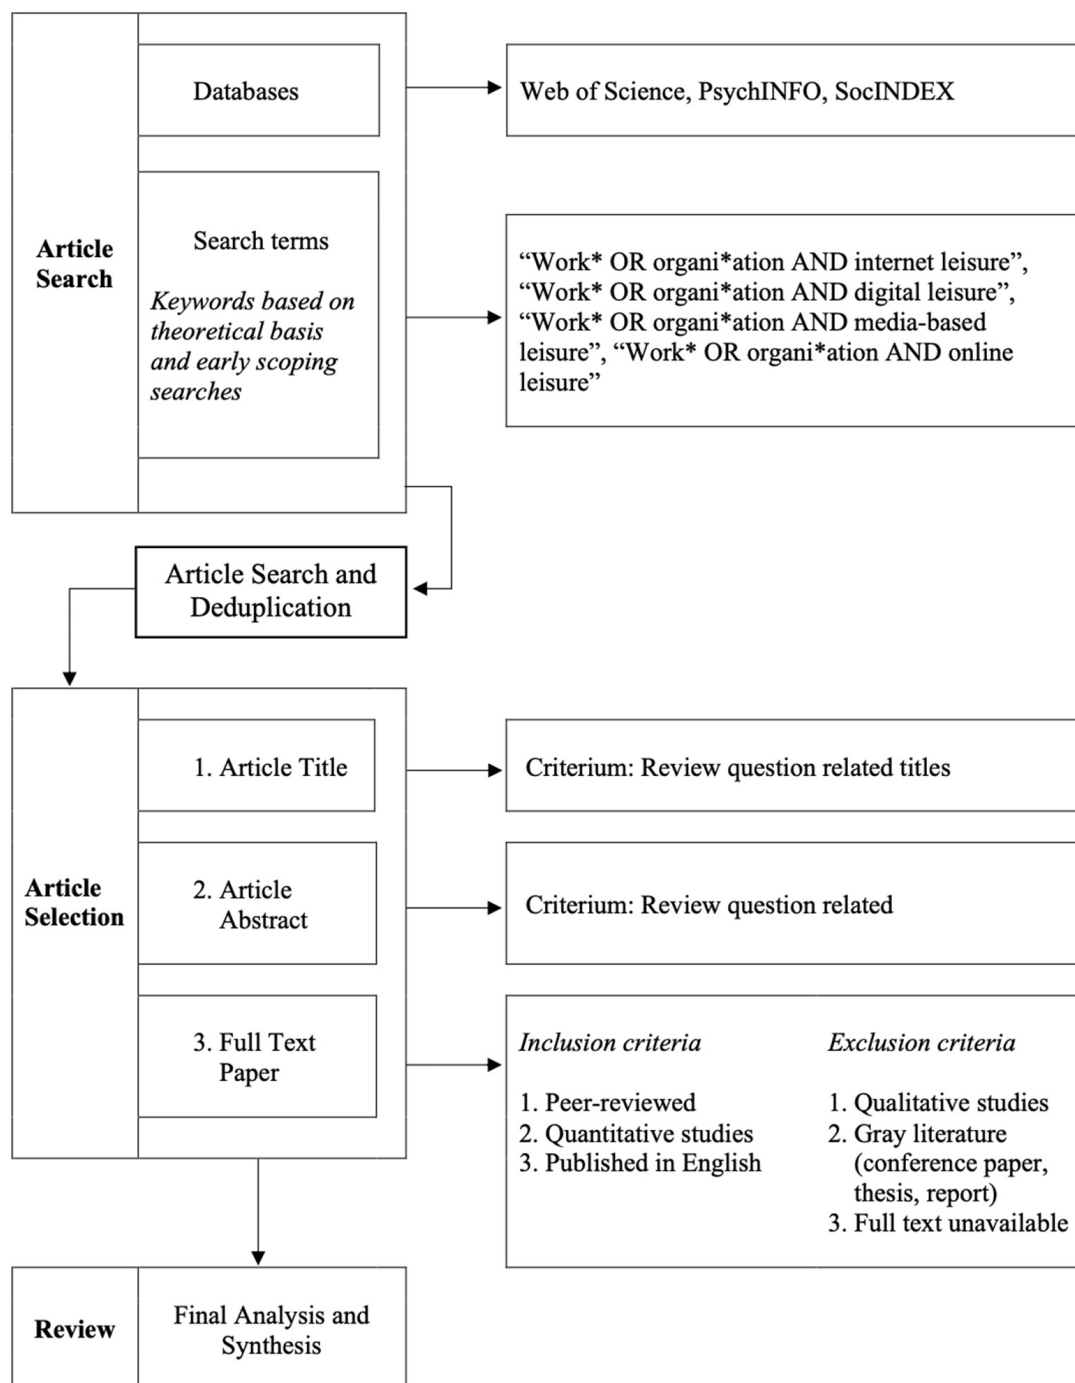 Databases
Web of Science, PsychINFO, SocINDEX
Article
Search
Search terms
Keywords based on
theoretical basis
and early scoping
searches
“Work* OR organi*ation AND internet leisure”,
“Work* OR organi*ation AND digital leisure”,
“Work* OR organi*ation AND media-based
leisure”, “Work* OR organi*ation AND online
leisure”
Article Search and
Deduplication
Article
Selection
1. Article Title
Criterium: Review question related titles
2. Article
Abstract
Criterium: Review question related
3. Full Text
Paper
Inclusion criteria
1. Peer-reviewed
2. Quantitative studies
3. Published in English
Exclusion criteria
1. Qualitative studies
2. Gray literature
(conference paper,
thesis, report)
3. Full text unavailable
Review
Final Analysis and
Synthesis